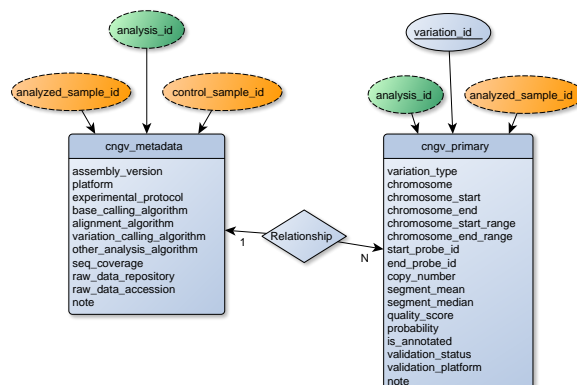 analysis_id
variation_id
analyzed_sample_id
control_sample_id
analysis_id
analyzed_sample_id
cngv_metadata
assembly_version
platform
experimental_protocol
base_calling_algorithm
alignment_algorithm
variation_calling_algorithm
other_analysis_algorithm
seq_coverage
raw_data_repository
raw_data_accession
note
1
Relationship
N
cngv_primary
variation_type
chromosome
chromosome_start
chromosome_end
chromosome_start_range
chromosome_end_range
start_probe_id
end_probe_id
copy_number
segment_mean
segment_median
quality_score
probability
is_annotated
validation_status
validation_platform
note